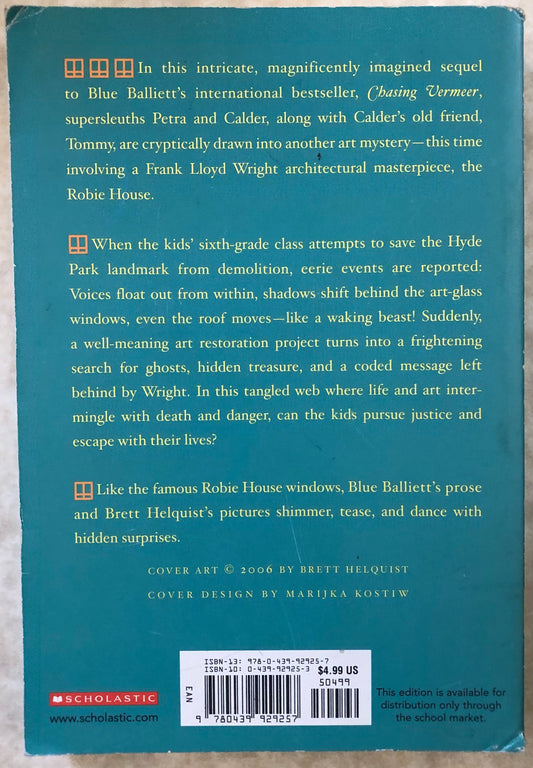 In this intricate, magnificently imagined sequel
to Blue Balliett's international bestseller, Chasing Vermeer,
supersleuths Petra and Calder, along with Calder's old friend,
Tommy, are cryptically drawn into another art mystery—this time
involving a Frank Lloyd Wright architectural masterpiece, the
Robie House.
When the kids' sixth-grade class attempts to save the Hyde
Park landmark from demolition, eerie events are reported:
Voices float out from within, shadows shift behind the art-glass
windows, even the roof moves—like a waking beast! Suddenly,
a well-meaning art restoration project turns into a frightening
search for ghosts, hidden treasure, and a coded message left
behind by Wright. In this tangled web where life and art inter-
mingle with death and danger, can the kids pursue justice and
escape with their lives?
Like the famous Robie House windows, Blue Balliett's prose
and Brett Helquist's pictures shimmer, tease, and dance with
hidden surprises.
COVER ART © 2006 BY BRETT HELQUIST
COVER DESIGN BY MARIJKA KOSTIW
ISBN-13: 978-0-439-92925-7
ISBN-10: 0-439-92925-3
$4.99 US
50499
EAN
9 780439 929257
SCHOLASTIC
www.scholastic.com
This edition is available for
distribution only through
the school market.